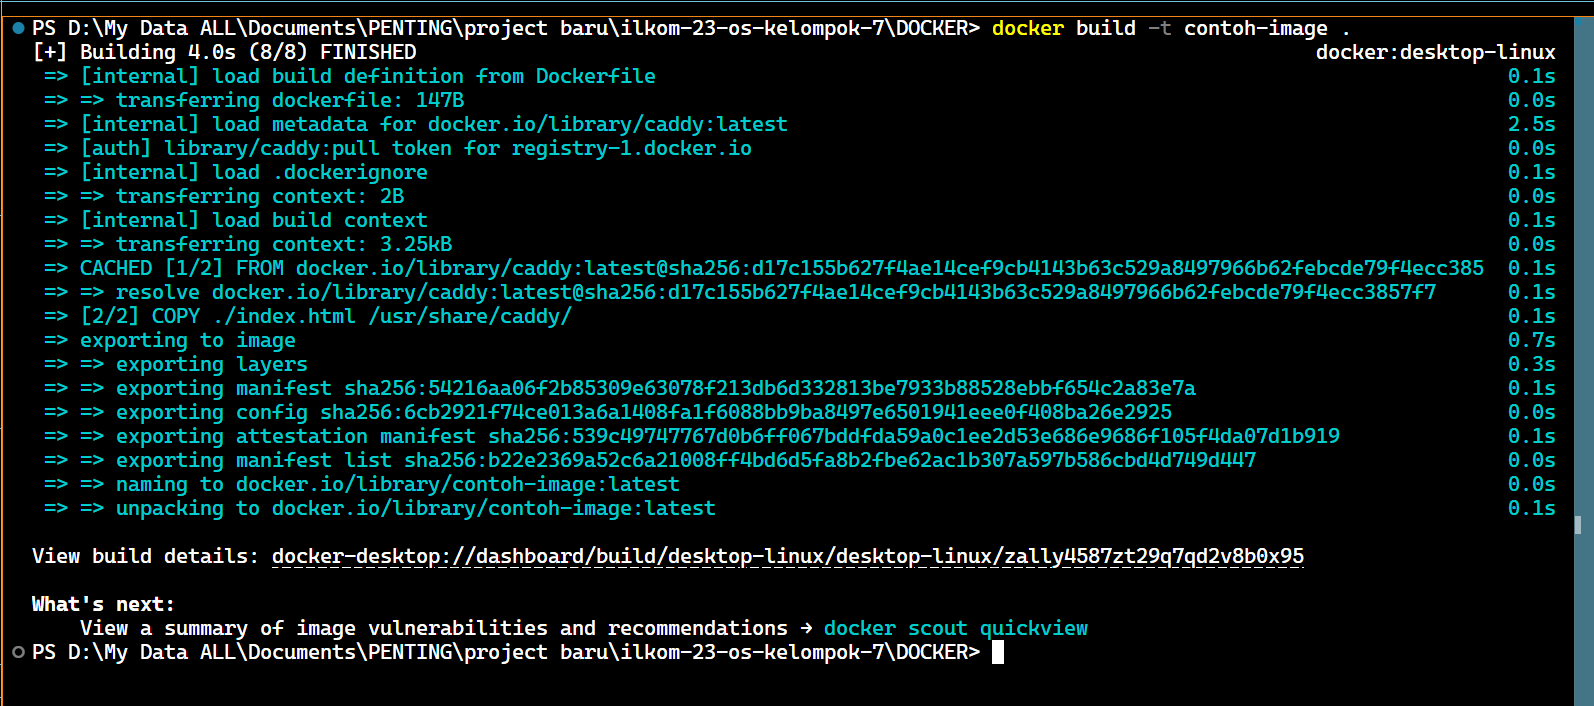 PS D:\My Data ALL\Documents\PENTING\project baru\ilkom-23-os-kelompok-7\DOCKER> docker build -t contoh-image .
[+] Building 4.0s (8/8) FINISHED docker:desktop-linux
=> [internal] load build definition from Dockerfile 0.1s
=> => transferring dockerfile: 147B 0.0s
=> [internal] load metadata for docker.io/library/caddy:latest 2.5s
=> [auth] library/caddy:pull token for registry-1.docker.io 0.0s
=> [internal] load .dockerignore 0.1s
=> => transferring context: 2B 0.0s
=> [internal] load build context 0.1s
=> => transferring context: 3.25kB 0.0s
=> CACHED [1/2] FROM docker.io/library/caddy:latest@sha256:d17c155b627f4ae14cef9cb4143b63c529a8497966b62febcde79f4ecc385 0.1s
=> => resolve docker.io/library/caddy:latest@sha256:d17c155b627f4ae14cef9cb4143b63c529a8497966b62febcde79f4ecc3857f7 0.1s
=> [2/2] COPY ./index.html /usr/share/caddy/ 0.1s
=> exporting to image 0.7s
=> => exporting layers 0.3s
=> => exporting manifest sha256:54216aa06f2b85309e63078f213db6d332813be7933b88528ebbf654c2a83e7a 0.1s
=> => exporting config sha256:6cb2921f74ce013a6a1408fa1f6088bb9ba8497e6501941eee0f408ba26e2925 0.0s
=> => exporting attestation manifest sha256:539c49747767d0b6ff067bddfda59a0c1ee2d53e686e9686f105f4da07d1b919 0.1s
=> => exporting manifest list sha256:b22e2369a52c6a21008ff4bd6d5fa8b2fbe62ac1b307a597b586cbd4d749d447 0.0s
=> => naming to docker.io/library/contoh-image:latest 0.0s
=> => unpacking to docker.io/library/contoh-image:latest 0.1s
View build details: docker-desktop://dashboard/build/desktop-linux/desktop-linux/zally4587zt29q7qd2v8b0x95
What's next:
View a summary of image vulnerabilities and recommendations → docker scout quickview
PS D:\My Data ALL\Documents\PENTING\project baru\ilkom-23-os-kelompok-7\DOCKER>